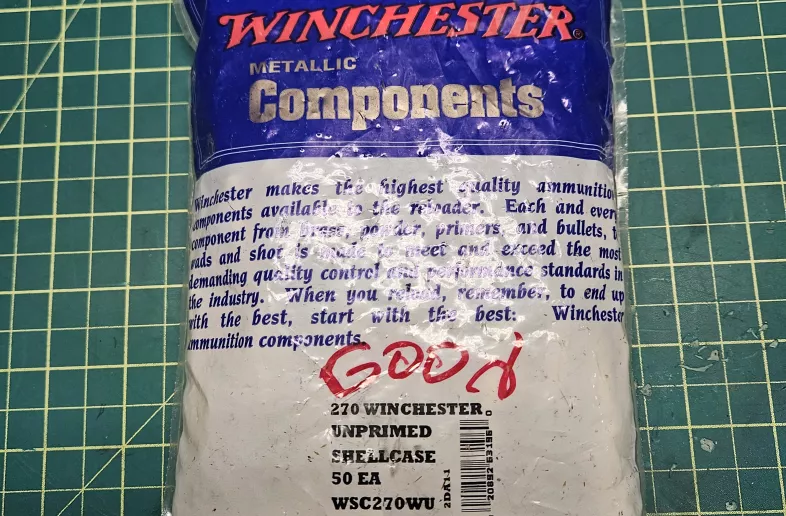 WINCHESTER®
METALLIC
Components
Winchester makes the highest quality ammunition
components available to the reloader. Each and every
component from brass, powder, primers, and bullets, to
wads and shot is made to meet and exceed the most
demanding quality control and performance standards in
the industry. When you reload, remember, to end up
with the best, start with the best: Winchester
ammunition components.
GOOD
270 WINCHESTER
UNPRIMED
SHELLCASE
50 EA
WSC270WU
2DA1-1